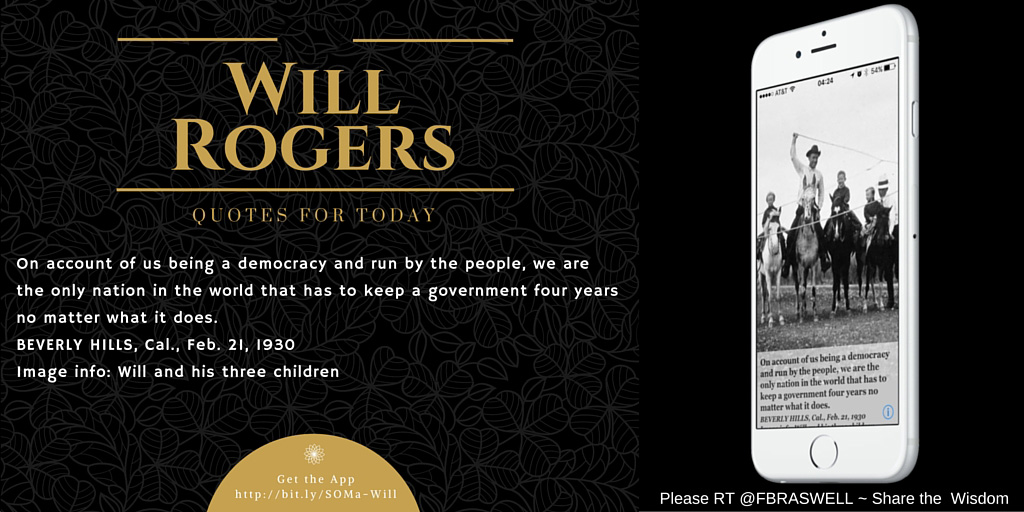 WILL
ROGERS
QUOTES FOR TODAY
On account of us being a democracy and run by the people, we are
the only nation in the world that has to keep a government four years
no matter what it does.
BEVERLY HILLS, Cal., Feb. 21, 1930
Image info: Will and his three children
Get the App
http://bit.ly/SOMa-Will
AT&T 04:24 54%
On account of us being a democracy
and run by the people, we are the
only nation in the world that has to
keep a government four years no
matter what it does.
BEVERLY HILLS, Cal., Feb. 21, 1930
Please RT @FBRASWELL ~ Share the Wisdom